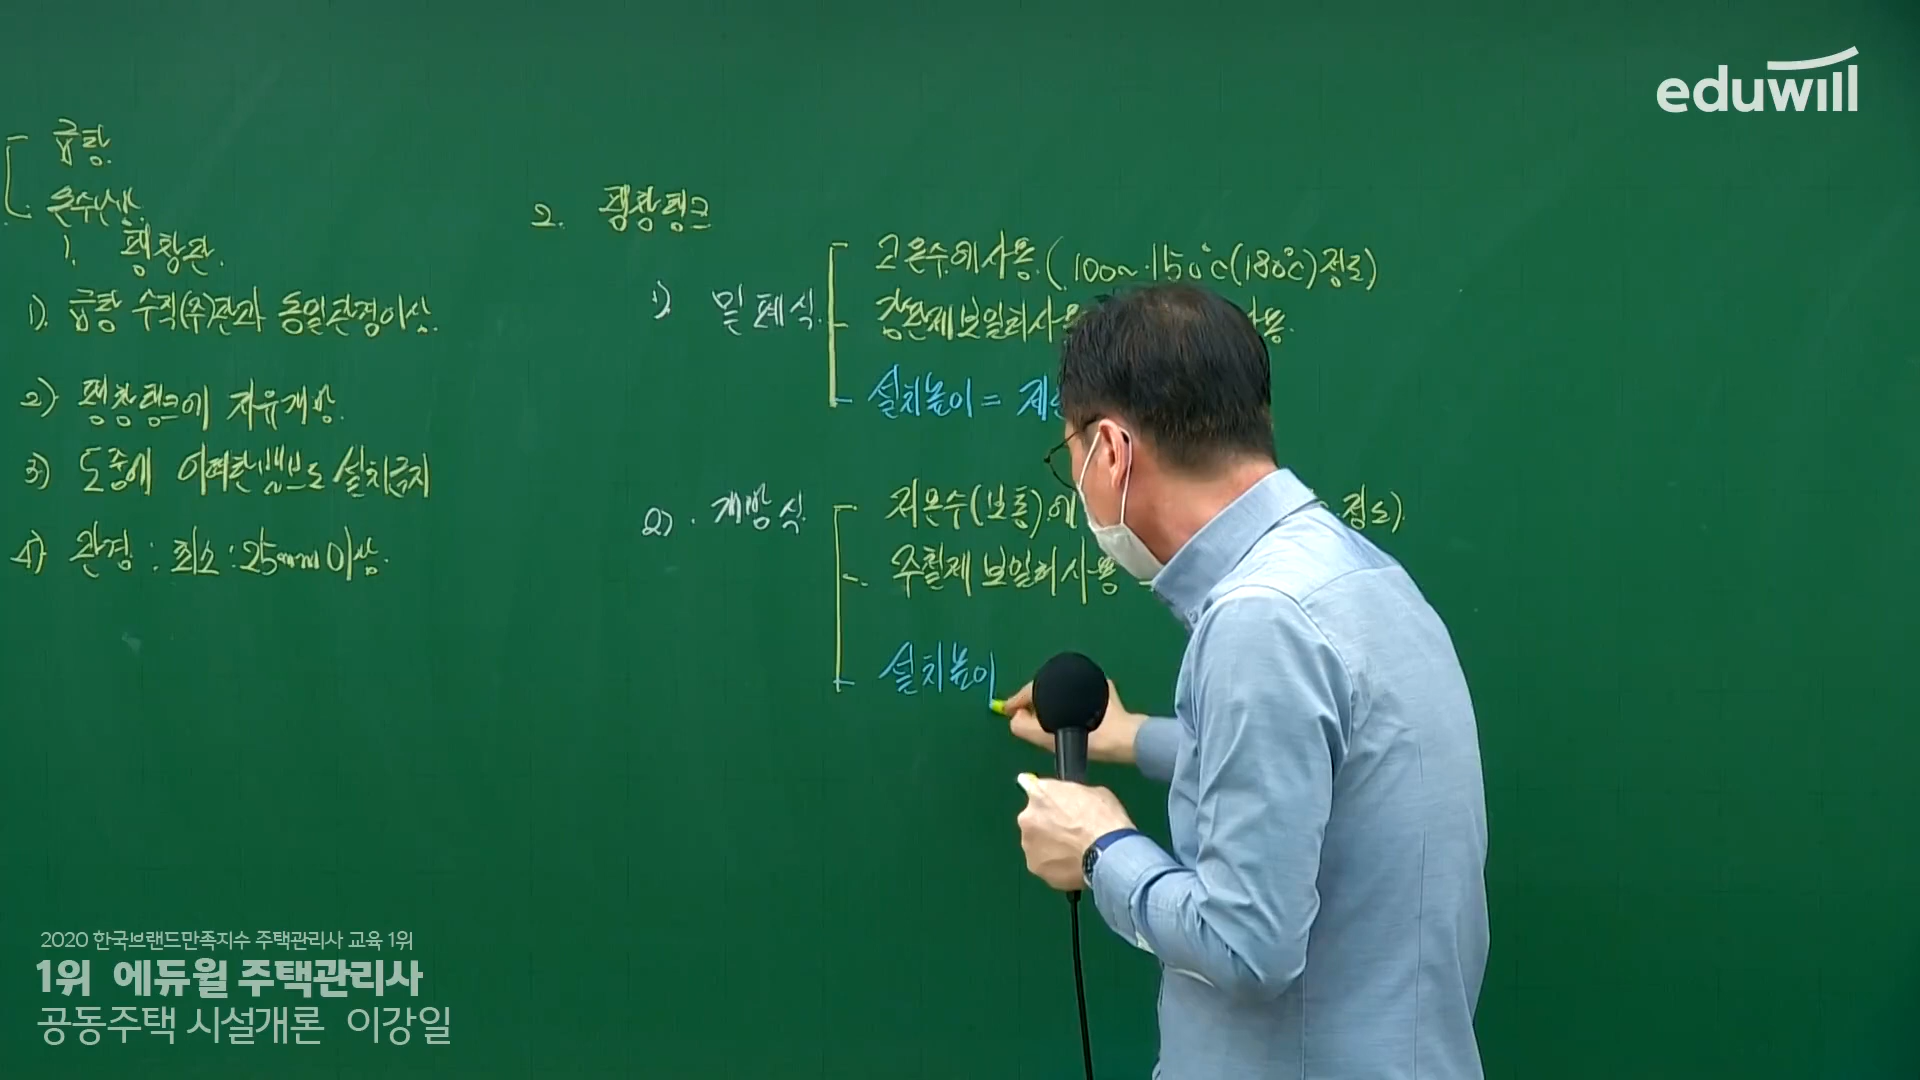 eduwill
급탕
온수난방
1. 팽창관.
1). 급탕 수직(주)관과 동일관경이상.
2) 팽창탱크에 자유개방.
3) 도중에 어떠한 밸브도 설치금지
4) 관경 : 최소 : 25mm 이상.
2. 팽창탱크
1) 밀폐식.
고온수에 사용. (100~150℃(180℃)정도)
강판제보일러사용
설치높이 =
2). 개방식.
저온수(보통)에 정도).
주철제 보일러사용
설치높이
2020 한국브랜드만족지수 주택관리사 교육 1위
1위 에듀윌 주택관리사
공동주택 시설개론 이강일